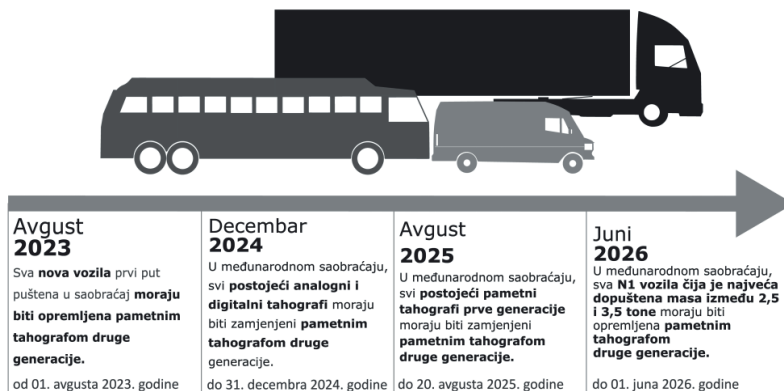 Avgust
2023
Sva nova vozila prvi put
puštena u saobraćaj moraju
biti opremljena pametnim
tahografom druge
generacije.
od 01. avgusta 2023. godine
Decembar
2024
U međunarodnom saobraćaju,
svi postojeći analogni i
digitalni tahografi moraju
biti zamjenjeni pametnim
tahografom druge
generacije.
do 31. decembra 2024. godine
Avgust
2025
U međunarodnom saobraćaju,
svi postojeći pametni
tahografi prve generacije
moraju biti zamjenjeni
pametnim tahografom
druge generacije.
do 20. avgusta 2025. godine
Juni
2026
U međunarodnom saobraćaju,
sva N1 vozila čija je najveća
dopuštena masa između 2,5
i 3,5 tone moraju biti
opremljena pametnim
tahografom
druge generacije.
do 01. juna 2026. godine